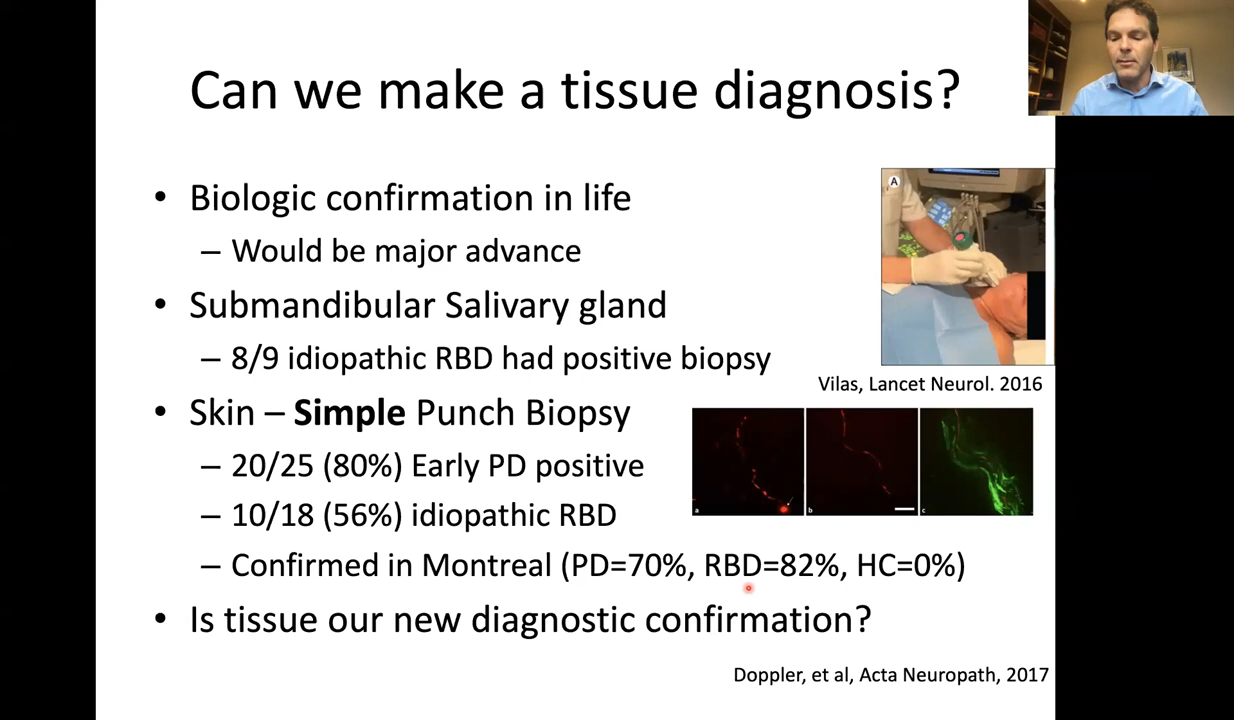 Can we make a tissue diagnosis?
• Biologic confirmation in life
– Would be major advance
• Submandibular Salivary gland
– 8/9 idiopathic RBD had positive biopsy
A
Vilas, Lancet Neurol. 2016
• Skin – Simple Punch Biopsy
– 20/25 (80%) Early PD positive
– 10/18 (56%) idiopathic RBD
a b c
– Confirmed in Montreal (PD=70%, RBD=82%, HC=0%)
• Is tissue our new diagnostic confirmation?
Doppler, et al, Acta Neuropath, 2017